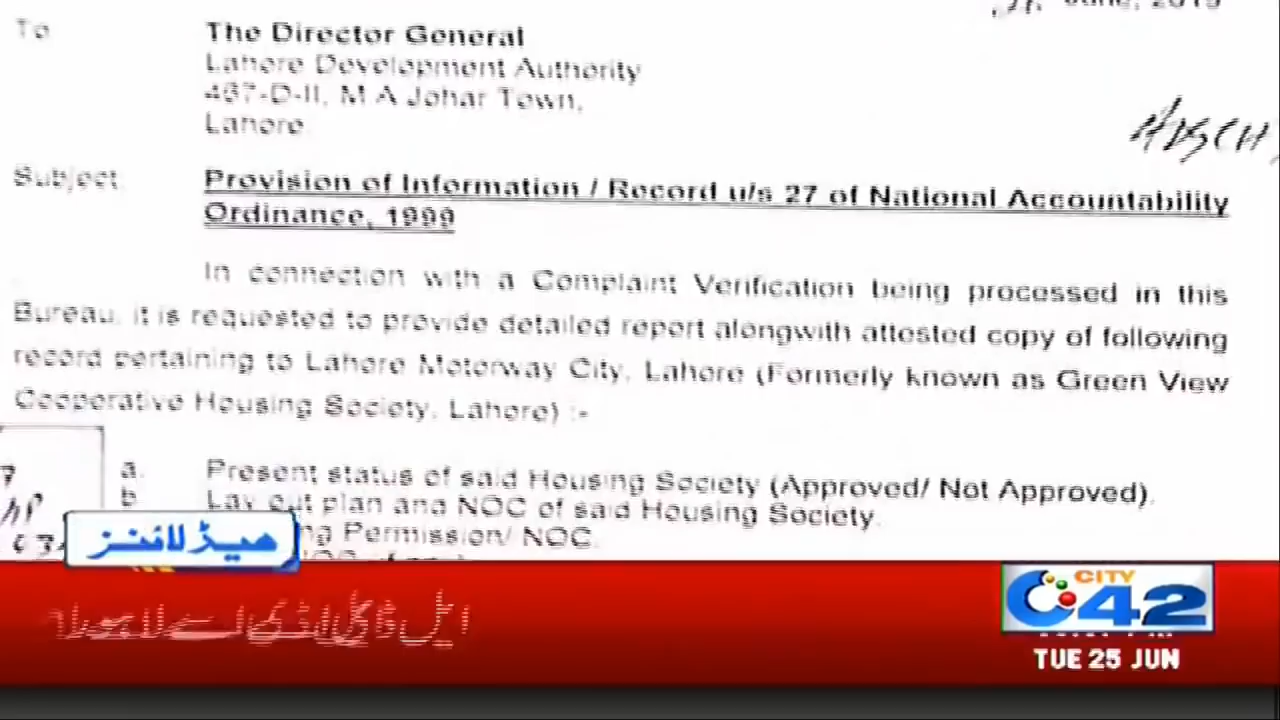 June, 2019
To
The Director General
Lahore Development Authority
467-D-II, M A Johar Town,
Lahore
Subject
Provision of Information / Record u/s 27 of National Accountability
Ordinance, 1999
In connection with a Complaint Verification being processed in this
Bureau, it is requested to provide detailed report alongwith attested copy of following
record pertaining to Lahore Motorway City, Lahore (Formerly known as Green View
Cooperative Housing Society, Lahore) :-
a. Present status of said Housing Society (Approved/ Not Approved).
b. Lay out plan and NOC of said Housing Society.
Permission/ NOC.
ہیڈلائنز
CITY
42
TUE 25 JUN